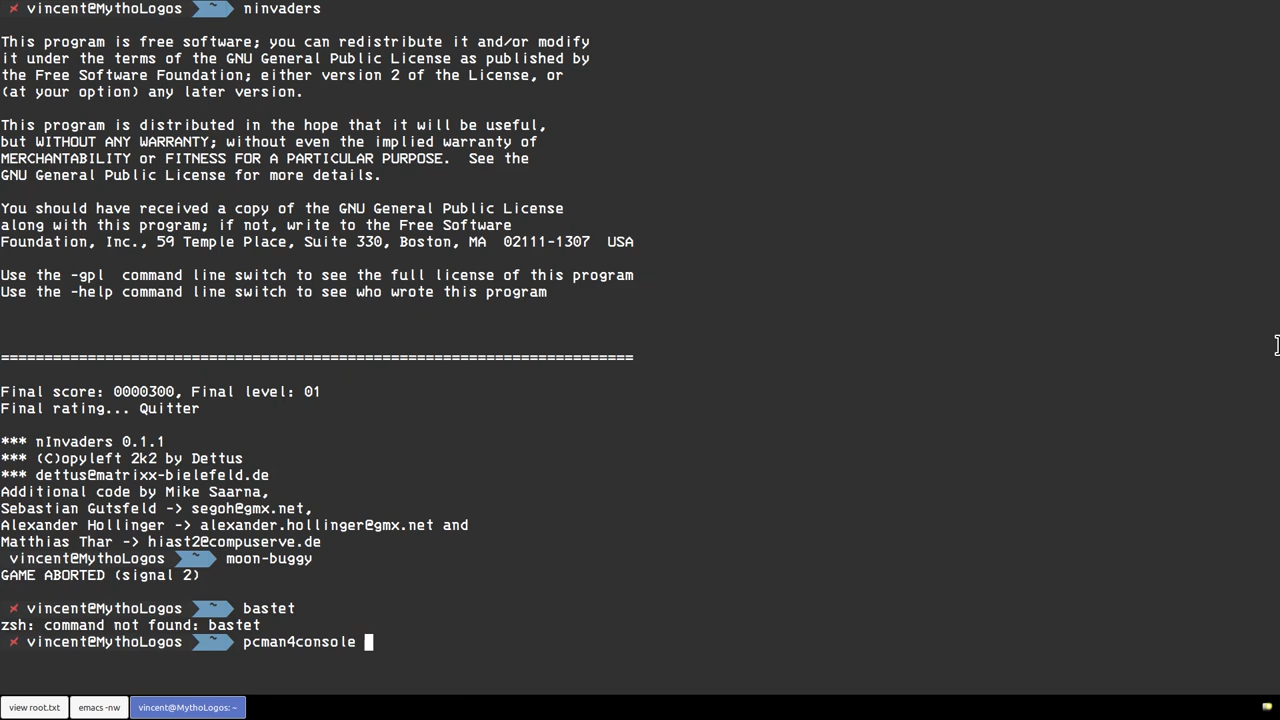 ✗ vincent@MythoLogos ~ ninvaders
This program is free software; you can redistribute it and/or modify
it under the terms of the GNU General Public License as published by
the Free Software Foundation; either version 2 of the License, or
(at your option) any later version.
This program is distributed in the hope that it will be useful,
but WITHOUT ANY WARRANTY; without even the implied warranty of
MERCHANTABILITY or FITNESS FOR A PARTICULAR PURPOSE.  See the
GNU General Public License for more details.
You should have received a copy of the GNU General Public License
along with this program; if not, write to the Free Software
Foundation, Inc., 59 Temple Place, Suite 330, Boston, MA  02111-1307  USA
Use the -gpl  command line switch to see the full license of this program
Use the -help command line switch to see who wrote this program
=========================================================================
Final score: 0000300, Final level: 01
Final rating... Quitter
*** nInvaders 0.1.1
*** (C)opyleft 2k2 by Dettus
*** dettus@matrixx-bielefeld.de
Additional code by Mike Saarna,
Sebastian Gutsfeld -> segoh@gmx.net,
Alexander Hollinger -> alexander.hollinger@gmx.net and
Matthias Thar -> hiast2@compuserve.de
vincent@MythoLogos ~ moon-buggy
GAME ABORTED (signal 2)
✗ vincent@MythoLogos ~ bastet
zsh: command not found: bastet
✗ vincent@MythoLogos ~ pcman4console
view root.txt
emacs -nw
vincent@MythoLogos: ~